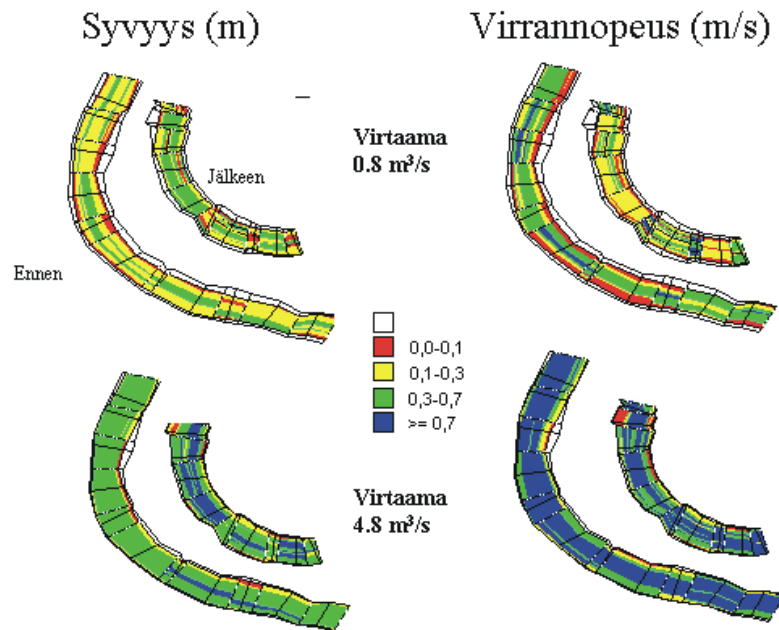 Syvyys (m)
Virrannopeus (m/s)
Virtaama
0.8 m³/s
Jälkeen
Ennen
0,0-0,1
0,1-0,3
0,3-0,7
>= 0,7
Virtaama
4.8 m³/s